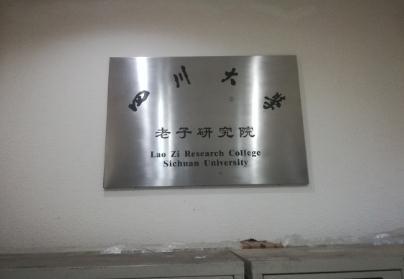 四川大学
老子研究院
Lao Zi Research College
Sichuan University